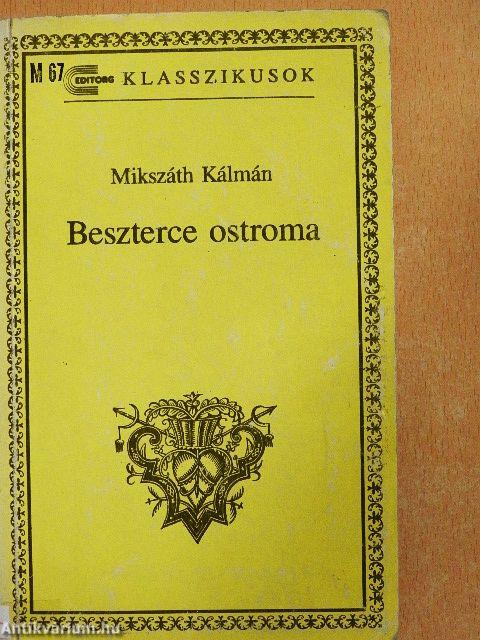 M 67 EDITORG KLASSZIKUSOK
Mikszáth Kálmán
Beszterce ostroma
Antikvarium.hu